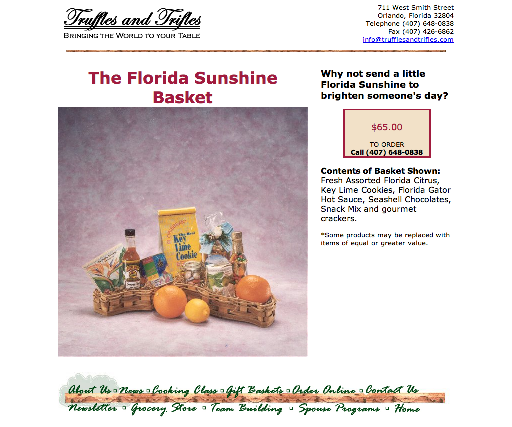 Truffles and Trifles
BRINGING THE WORLD TO YOUR TABLE
711 West Smith Street
Orlando, Florida 32804
Telephone (407) 648-0838
Fax (407) 426-6862
info@trufflesandtrifles.com
The Florida Sunshine
Basket
Key
Lime
Cookie
Why not send a little
Florida Sunshine to
brighten someone's day?
$65.00
TO ORDER
Call (407) 648-0838
Contents of Basket Shown:
Fresh Assorted Florida Citrus,
Key Lime Cookies, Florida Gator
Hot Sauce, Seashell Chocolates,
Snack Mix and gourmet
crackers.
*Some products may be replaced with
items of equal or greater value.
About Us News Cooking Class Gift Baskets Order Online Contact Us
Newsletter Grocery Store Team Building Spouse Programs Home